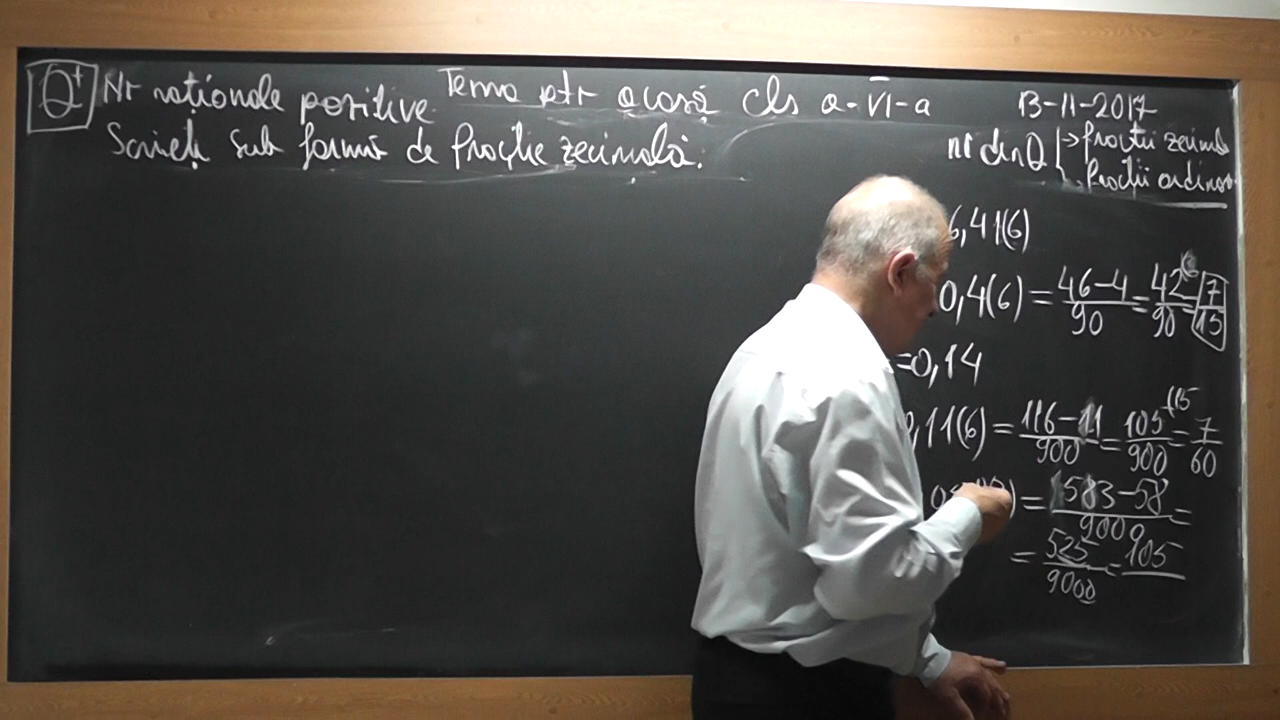 Q⁺ Nr raționale pozitive. Tema ptr acasă cls a-VI-a 13-11-2017
Scrieți sub formă de fracție zecimală:
nr din Q → fracții zecimale
fracții ordinare
6,41(6)
0,4(6) = 46-4/90 = 42⁽⁶/90 = 7/15
=0,14
,11(6) = 116-11/900 = 105⁽¹⁵/900 = 7/60
= 583-58/9000 =
= 525/9000 = 105